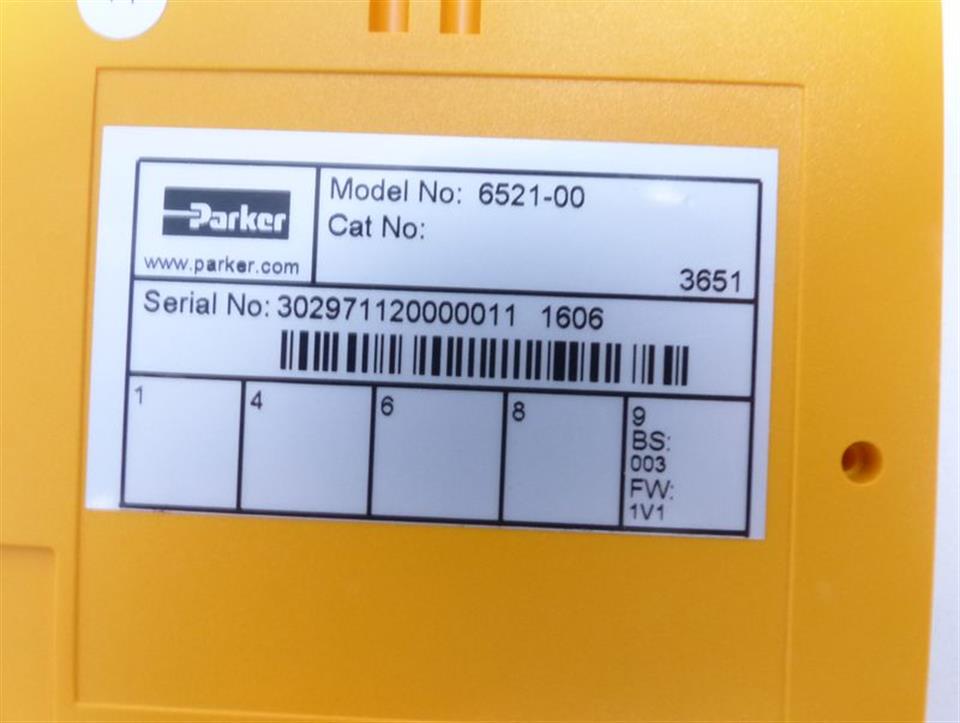 Parker
www.parker.com
Model No: 6521-00
Cat No:
3651
Serial No: 302971120000011 1606
1
4
6
8
9
BS:
003
FW:
1V1